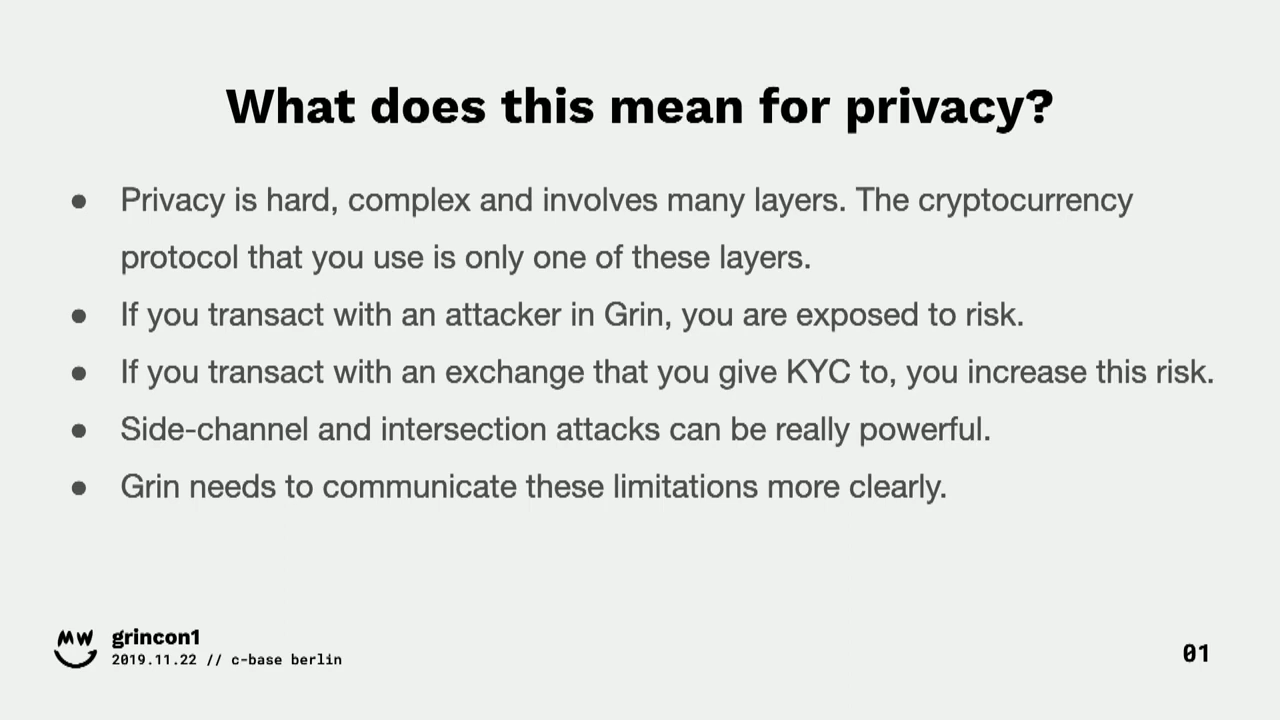 What does this mean for privacy?
● Privacy is hard, complex and involves many layers. The cryptocurrency
protocol that you use is only one of these layers.
● If you transact with an attacker in Grin, you are exposed to risk.
● If you transact with an exchange that you give KYC to, you increase this risk.
● Side-channel and intersection attacks can be really powerful.
● Grin needs to communicate these limitations more clearly.
MW
grincon1
2019.11.22 // c-base berlin
01